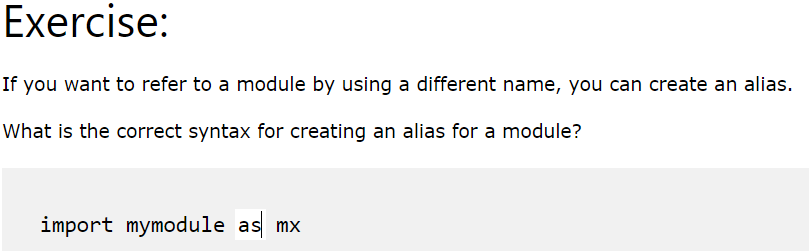 Exercise:
If you want to refer to a module by using a different name, you can create an alias.
What is the correct syntax for creating an alias for a module?
import mymodule as mx